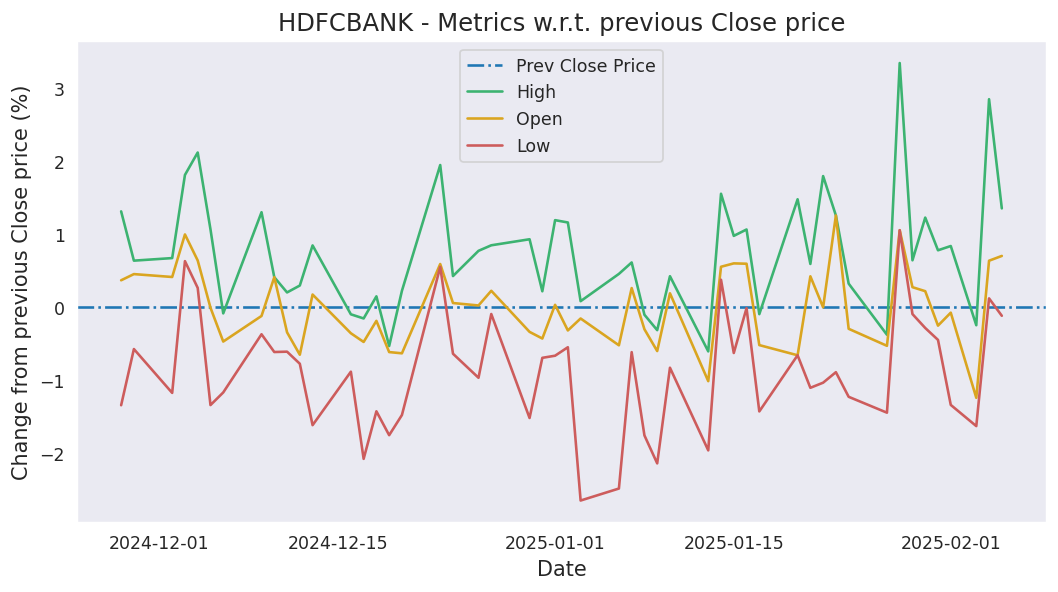 HDFCBANK - Metrics w.r.t. previous Close price
Change from previous Close price (%)
3
2
1
0
−1
−2
Prev Close Price
High
Open
Low
2024-12-01
2024-12-15
2025-01-01
2025-01-15
2025-02-01
Date